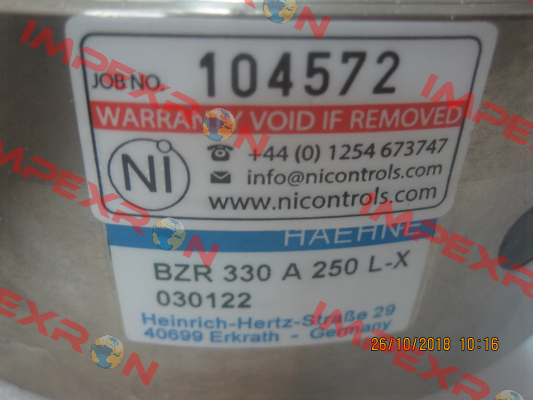 JOB NO. 104572
WARRANTY VOID IF REMOVED
Ni
+44 (0) 1254 673747
info@nicontrols.com
www.nicontrols.com
HAEHNE
BZR 330 A 250 L-X
030122
Heinrich-Hertz-Straße 29
40699 Erkrath - Germany
26/10/2018 10:16
IMPEXRON
IMPEXRON
IMPEXRON
IMPEXRON